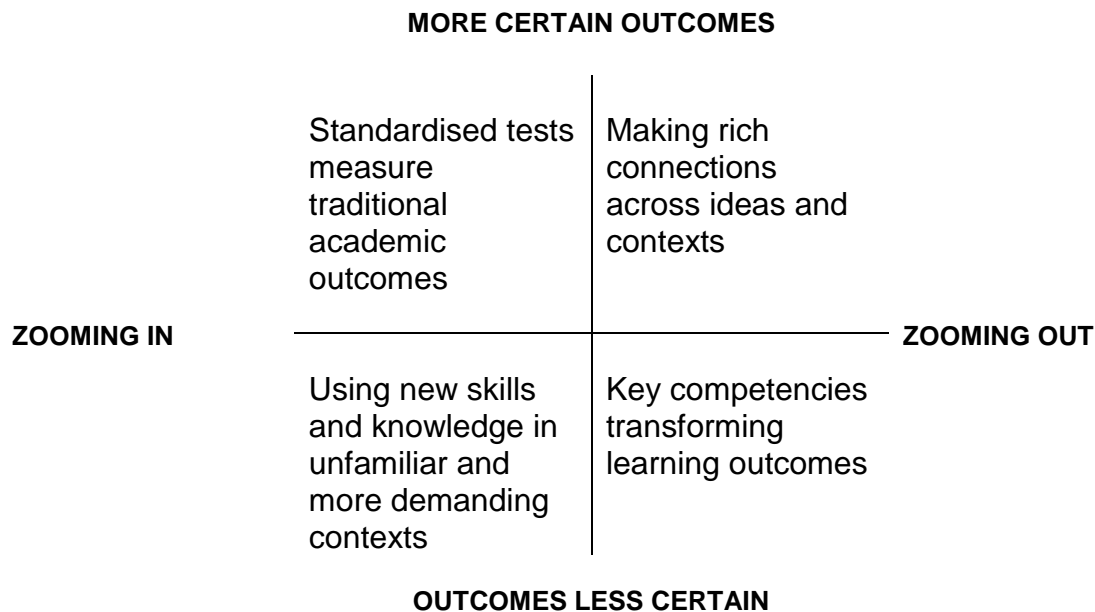 MORE CERTAIN OUTCOMES
Standardised tests
measure
traditional
academic
outcomes
Making rich
connections
across ideas and
contexts
ZOOMING IN
ZOOMING OUT
Using new skills
and knowledge in
unfamiliar and
more demanding
contexts
Key competencies
transforming
learning outcomes
OUTCOMES LESS CERTAIN